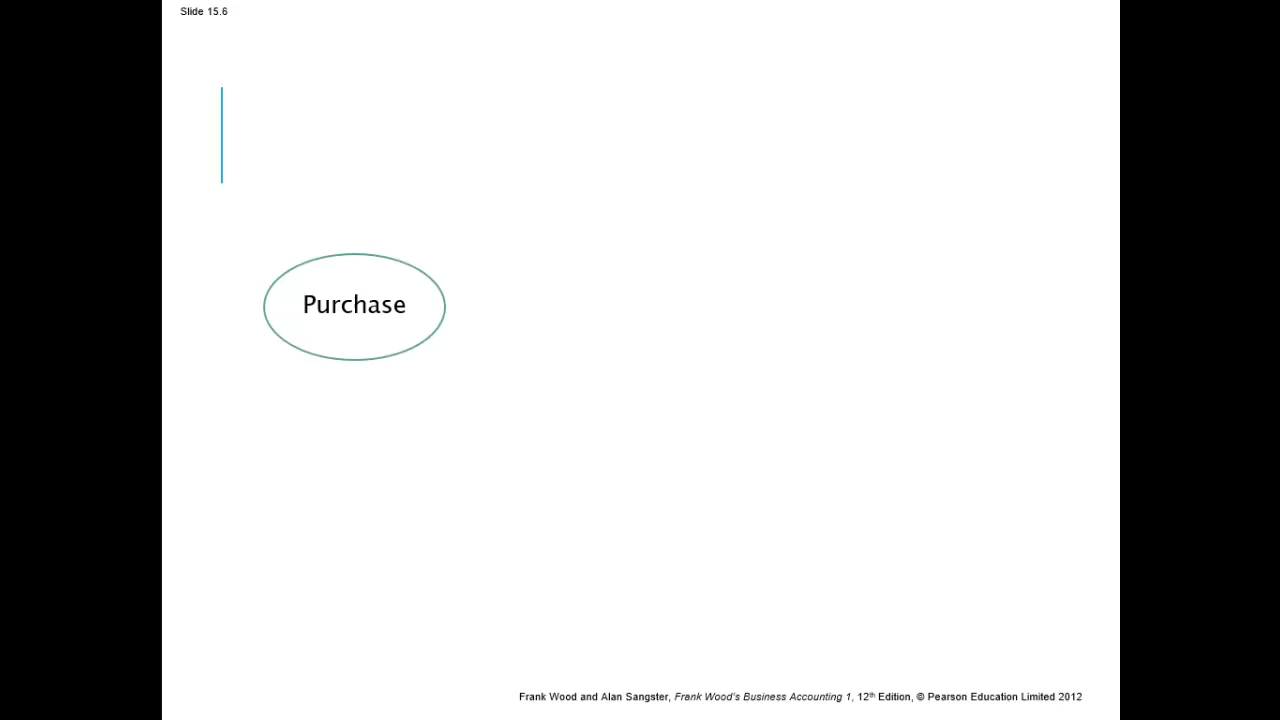 Slide 15.6
Purchase
Frank Wood and Alan Sangster, Frank Wood's Business Accounting 1, 12th Edition, © Pearson Education Limited 2012